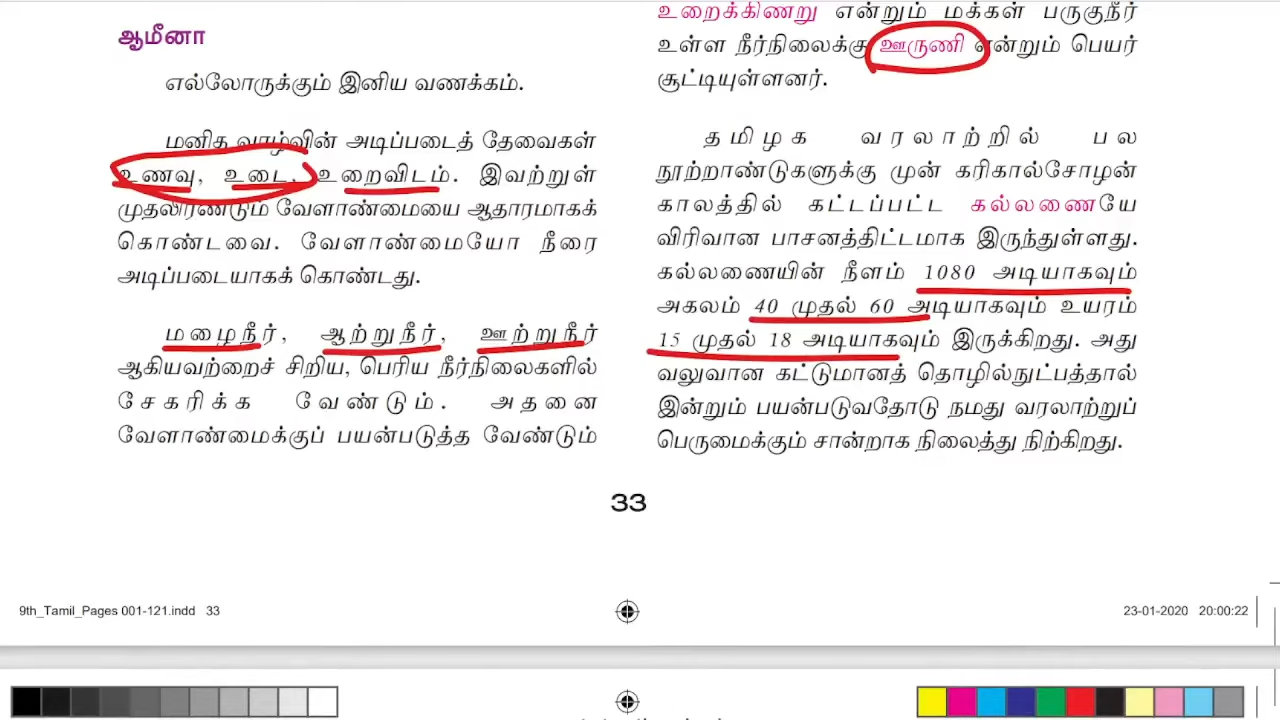 ஆமீனா
எல்லோருக்கும் இனிய வணக்கம்.
மனித வாழ்வின் அடிப்படைத் தேவைகள்
உணவு, உடை, உறைவிடம். இவற்றுள்
முதலிரண்டும் வேளாண்மையை ஆதாரமாகக்
கொண்டவை. வேளாண்மையோ நீரை
அடிப்படையாகக் கொண்டது.
மழைநீர், ஆற்றுநீர், ஊற்றுநீர்
ஆகியவற்றைச் சிறிய, பெரிய நீர்நிலைகளில்
சேகரிக்க வேண்டும். அதனை
வேளாண்மைக்குப் பயன்படுத்த வேண்டும்
உறைக்கிணறு என்றும் மக்கள் பருகுநீர்
உள்ள நீர்நிலைக்கு ஊருணி என்றும் பெயர்
சூட்டியுள்ளனர்.
தமிழக வரலாற்றில் பல
நூற்றாண்டுகளுக்கு முன் கரிகால்சோழன்
காலத்தில் கட்டப்பட்ட கல்லணையே
விரிவான பாசனத்திட்டமாக இருந்துள்ளது.
கல்லணையின் நீளம் 1080 அடியாகவும்
அகலம் 40 முதல் 60 அடியாகவும் உயரம்
15 முதல் 18 அடியாகவும் இருக்கிறது. அது
வலுவான கட்டுமானத் தொழில்நுட்பத்தால்
இன்றும் பயன்படுவதோடு நமது வரலாற்றுப்
பெருமைக்கும் சான்றாக நிலைத்து நிற்கிறது.
33
9th_Tamil_Pages 001-121.indd 33
23-01-2020 20:00:22